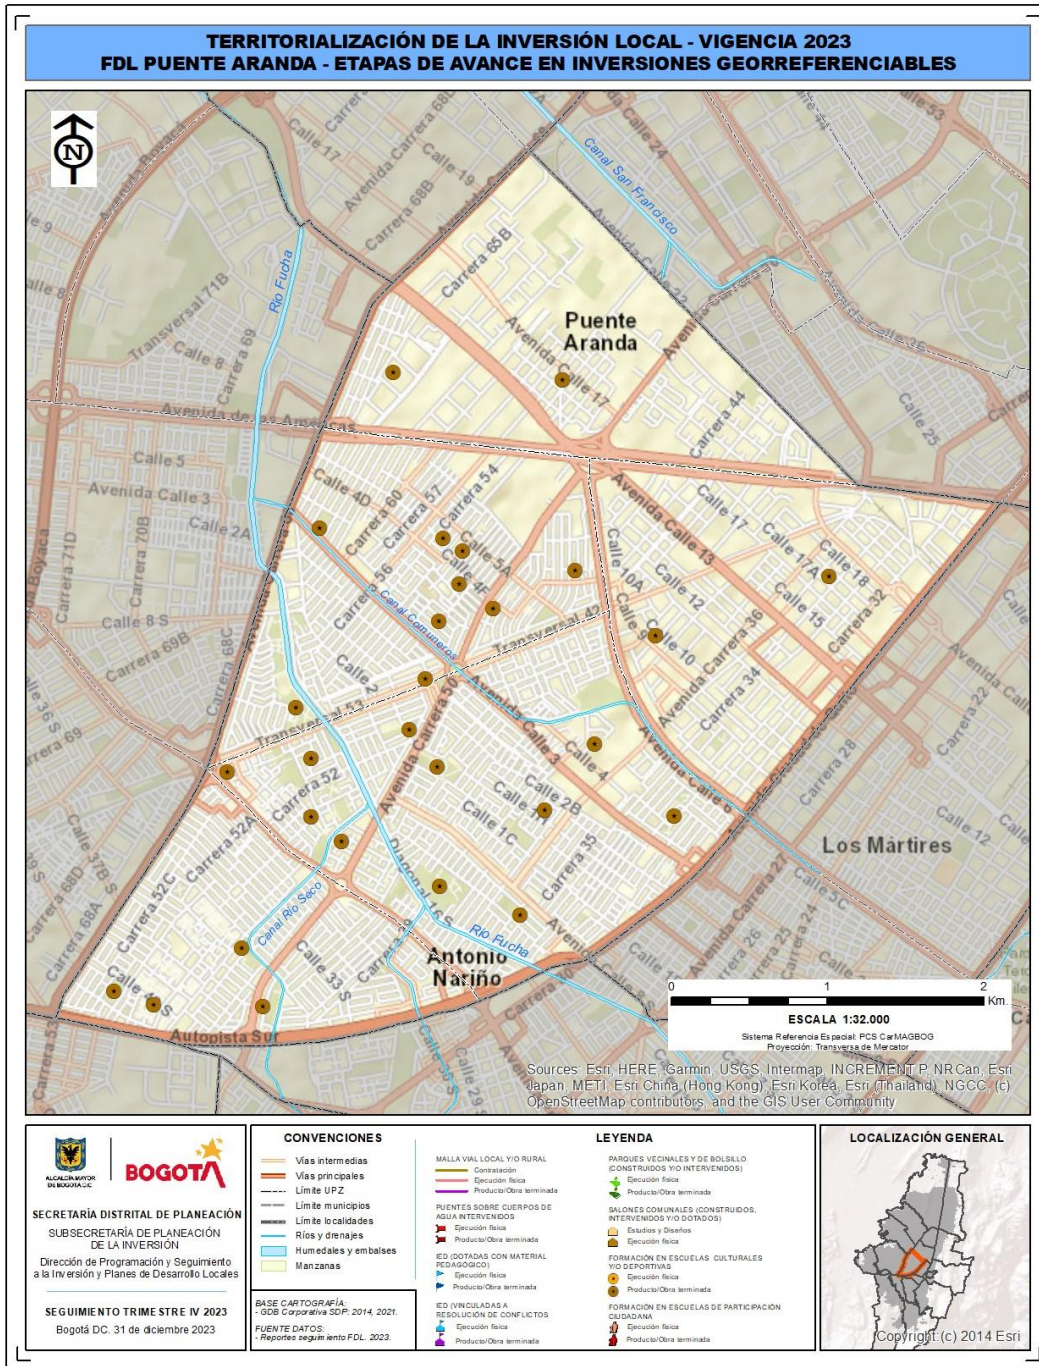 TERRITORIALIZACIÓN DE LA INVERSIÓN LOCAL - VIGENCIA 2023
FDL PUENTE ARANDA - ETAPAS DE AVANCE EN INVERSIONES GEORREFERENCIABLES
N
Canal San Francisco
Calle 24
Calle 17
Calle 19
Avenida Carrera 68D
Carrera 68B
Carrera 65B
Río Fucha
Transversal 71B
Calle 8
Carrera 69
Puente
Aranda
Avenida Calle 17
Carrera 44
Calle 25
Avenida de las Américas
Calle 5
Avenida Calle 3
Calle 2A
Carrera 70B
Carrera 71D
Calle 4D
Carrera 60
Carrera 57
Carrera 54
Calle 5A
Calle 4F
Carrera 56
Canal Comuneros
Avenida Calle 13
Calle 17
Calle 17A
Calle 18
Calle 15
Carrera 32
Calle 10A
Calle 12
Calle 9
Calle 10
Avenida Carrera 36
Carrera 34
Transversal 42
Calle 8 S
Carrera 69B
Carrera 68C
Calle 2
Transversal 53
Avenida Carrera 50
Avenida Calle 3
Calle 4
Avenida Calle 6
Carrera 22
Carrera 28
Carrera 52
Carrera 52A
Calle 2B
Calle 1C
Carrera 35
Diagonal 16 S
Los Mártires
Calle 12
Calle 5C
Carrera 27
Carrera 24
Calle 37B S
Carrera 68A
Carrera 52C
Canal Río Seco
Calle 33 S
Río Fucha
Antonio
Nariño
Autopista Sur
Carrera 53
0 1 2
Km.
ESCALA 1:32.000
Sistema Referencia Espacial: PCS CarMAGBOG
Proyección: Transversa de Mercator
Sources: Esri, HERE, Garmin, USGS, Intermap, INCREMENT P, NRCan, Esri
Japan, METI, Esri China (Hong Kong), Esri Korea, Esri (Thailand), NGCC, (c)
OpenStreetMap contributors, and the GIS User Community
ALCALDÍA MAYOR
DE BOGOTÁ D.C.
BOGOTÁ
SECRETARÍA DISTRITAL DE PLANEACIÓN
SUBSECRETARÍA DE PLANEACIÓN
DE LA INVERSIÓN
Dirección de Programación y Seguimiento
a la Inversión y Planes de Desarrollo Locales
SEGUIMIENTO TRIMESTRE IV 2023
Bogotá DC. 31 de diciembre 2023
CONVENCIONES
Vías intermedias
Vías principales
Límite UPZ
Límite municipios
Límite localidades
Ríos y drenajes
Humedales y embalses
Manzanas
BASE CARTOGRAFÍA:
- GDB Corporativa SDP: 2014, 2021.
FUENTE DATOS:
- Reportes seguimiento FDL. 2023.
LEYENDA
MALLA VIAL LOCAL Y/O RURAL
Contratación
Ejecución física
Producto/Obra terminada
PUENTES SOBRE CUERPOS DE
AGUA INTERVENIDOS
Ejecución física
Producto/Obra terminada
IED (DOTADAS CON MATERIAL
PEDAGÓGICO)
Ejecución física
Producto/Obra terminada
IED (VINCULADAS A
RESOLUCIÓN DE CONFLICTOS
Ejecución física
Producto/Obra terminada
PARQUES VECINALES Y DE BOLSILLO
(CONSTRUIDOS Y/O INTERVENIDOS)
Ejecución física
Producto/Obra terminada
SALONES COMUNALES (CONSTRUIDOS,
INTERVENIDOS Y/O DOTADOS)
Estudios y Diseños
Ejecución física
FORMACIÓN EN ESCUELAS CULTURALES
Y/O DEPORTIVAS
Ejecución física
Producto/Obra terminada
FORMACIÓN EN ESCUELAS DE PARTICIPACIÓN
CIUDADANA
Ejecución física
Producto/Obra terminada
LOCALIZACIÓN GENERAL
Copyright:(c) 2014 Esri